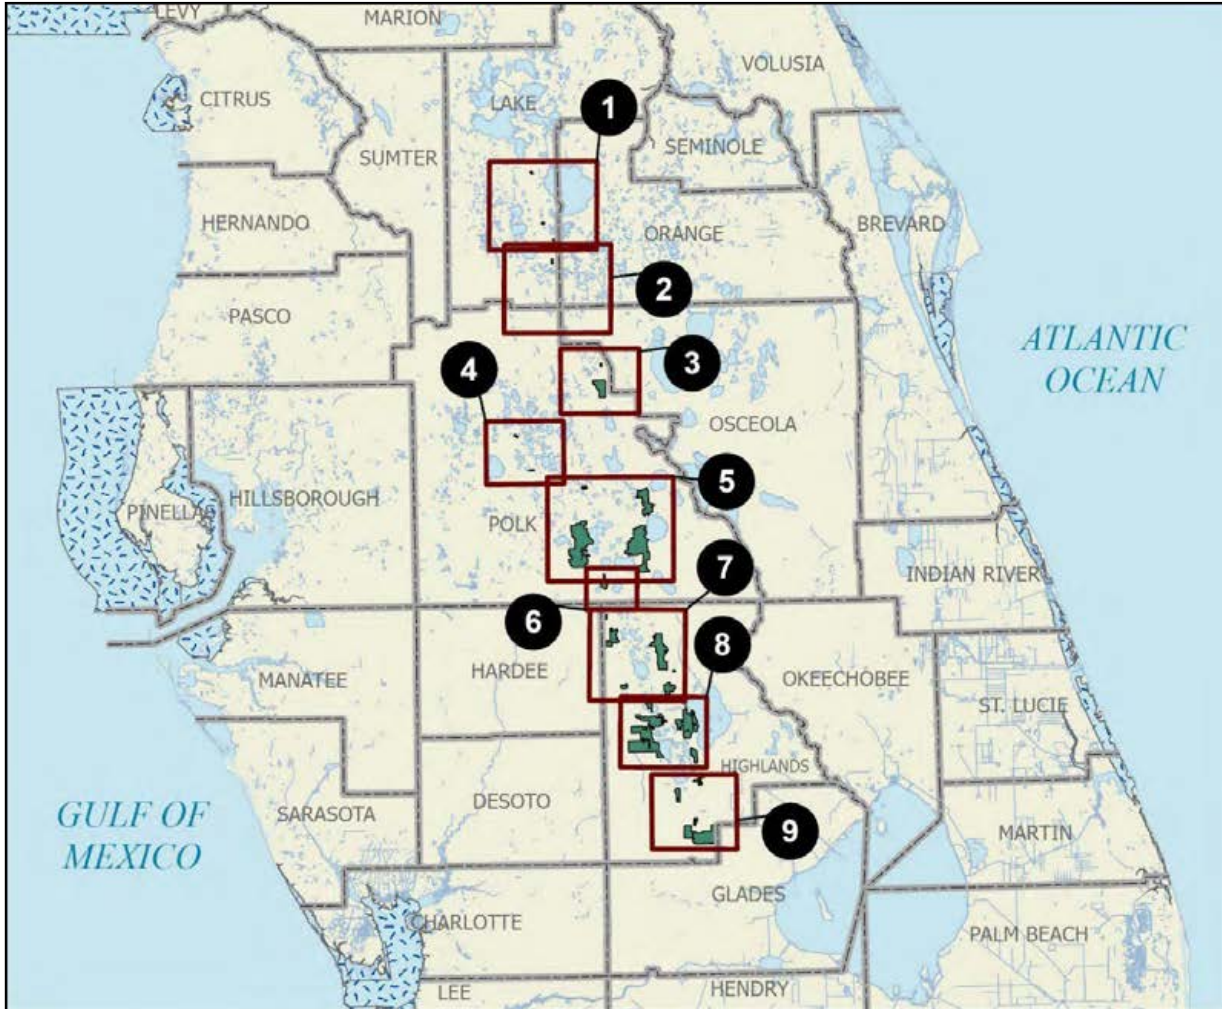 LEVY
MARION
VOLUSIA
CITRUS
LAKE
1
SUMTER
SEMINOLE
HERNANDO
ORANGE
BREVARD
2
PASCO
ATLANTIC
OCEAN
3
4
OSCEOLA
5
HILLSBOROUGH
PINELLAS
POLK
INDIAN RIVER
7
6
8
HARDEE
MANATEE
OKEECHOBEE
ST. LUCIE
HIGHLANDS
DESOTO
SARASOTA
GULF OF
MEXICO
9
MARTIN
GLADES
CHARLOTTE
PALM BEACH
LEE
HENDRY